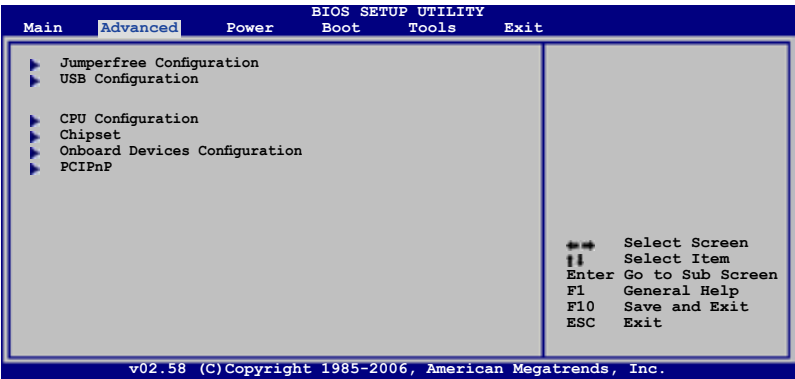 BIOS SETUP UTILITY
Main Advanced Power Boot Tools Exit
Jumperfree Configuration
USB Configuration
CPU Configuration
Chipset
Onboard Devices Configuration
PCIPnP
←→ Select Screen
↑↓ Select Item
Enter Go to Sub Screen
F1 General Help
F10 Save and Exit
ESC Exit
v02.58 (C)Copyright 1985-2006, American Megatrends, Inc.